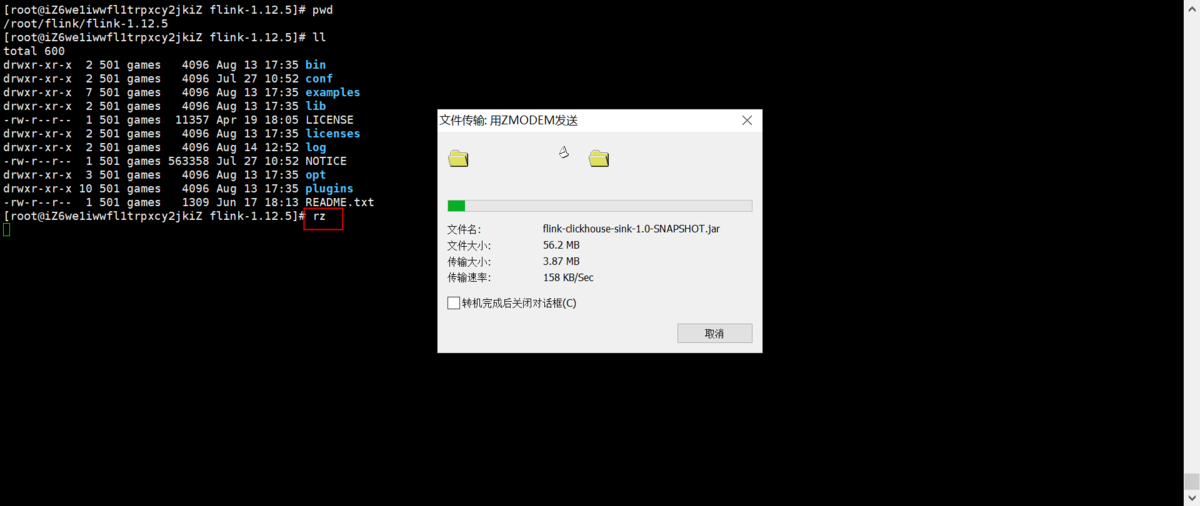 [root@iZ6we1iwwfl1trpxcy2jkiZ flink-1.12.5]# pwd
/root/flink/flink-1.12.5
[root@iZ6we1iwwfl1trpxcy2jkiZ flink-1.12.5]# ll
total 600
drwxr-xr-x  2 501 games   4096 Aug 13 17:35 bin
drwxr-xr-x  2 501 games   4096 Jul 27 10:52 conf
drwxr-xr-x  7 501 games   4096 Aug 13 17:35 examples
drwxr-xr-x  2 501 games   4096 Aug 13 17:35 lib
-rw-r--r--  1 501 games  11357 Apr 19 18:05 LICENSE
drwxr-xr-x  2 501 games   4096 Aug 13 17:35 licenses
drwxr-xr-x  2 501 games   4096 Aug 14 12:52 log
-rw-r--r--  1 501 games 563358 Jul 27 10:52 NOTICE
drwxr-xr-x  3 501 games   4096 Aug 13 17:35 opt
drwxr-xr-x 10 501 games   4096 Aug 13 17:35 plugins
-rw-r--r--  1 501 games   1309 Jun 17 18:13 README.txt
[root@iZ6we1iwwfl1trpxcy2jkiZ flink-1.12.5]# rz
文件传输: 用ZMODEM发送
文件名: flink-clickhouse-sink-1.0-SNAPSHOT.jar
文件大小: 56.2 MB
传输大小: 3.87 MB
传输速率: 158 KB/Sec
转机完成后关闭对话框(C)
取消